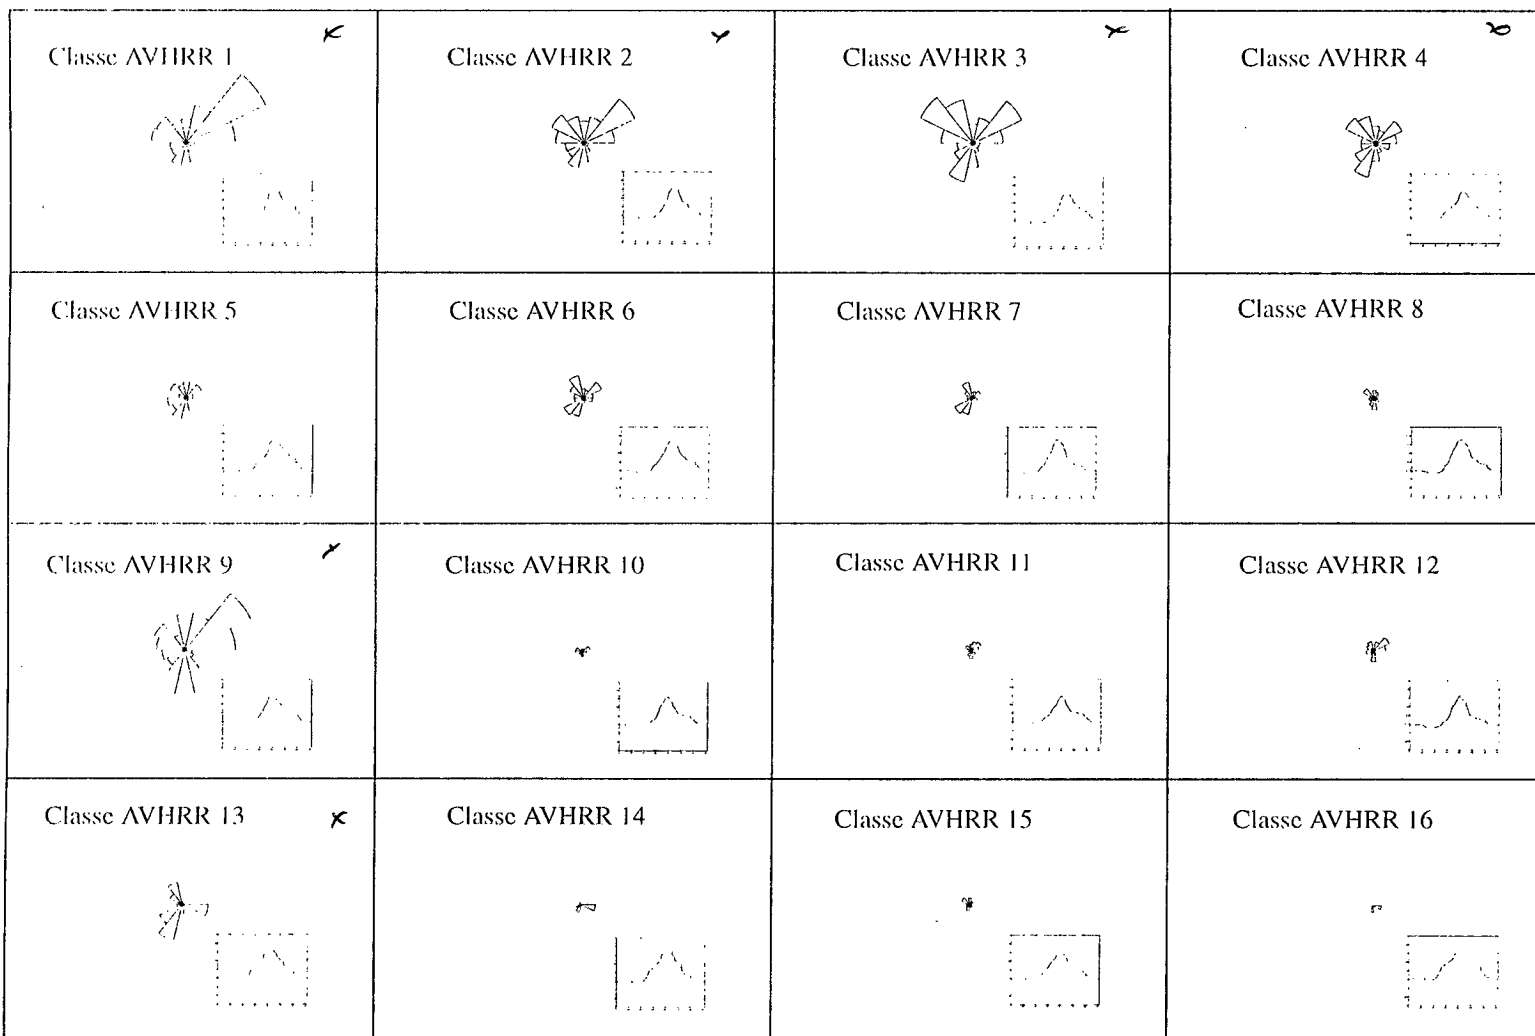 Classe AVHRR 1
Classe AVHRR 2
Classe AVHRR 3
Classe AVHRR 4
Classe AVHRR 5
Classe AVHRR 6
Classe AVHRR 7
Classe AVHRR 8
Classe AVHRR 9
Classe AVHRR 10
Classe AVHRR 11
Classe AVHRR 12
Classe AVHRR 13
Classe AVHRR 14
Classe AVHRR 15
Classe AVHRR 16